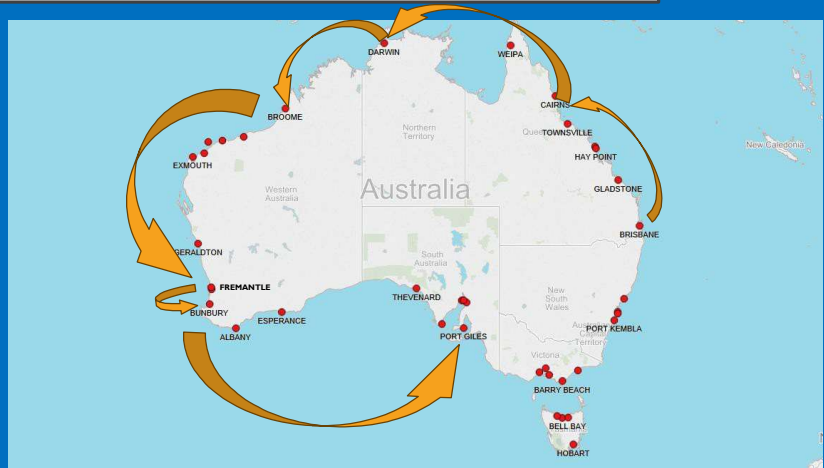 DARWIN
WEIPA
CAIRNS
BROOME
Northern
Territory
TOWNSVILLE
HAY POINT
New Caledonia
EXMOUTH
Western
Australia
Australia
GLADSTONE
BRISBANE
GERALDTON
South
Australia
FREMANTLE
THEVENARD
New
South
Wales
BUNBURY
ESPERANCE
ALBANY
PORT GILES
PORT KEMBLA
Territory
Victoria
BARRY BEACH
BELL BAY
HOBART